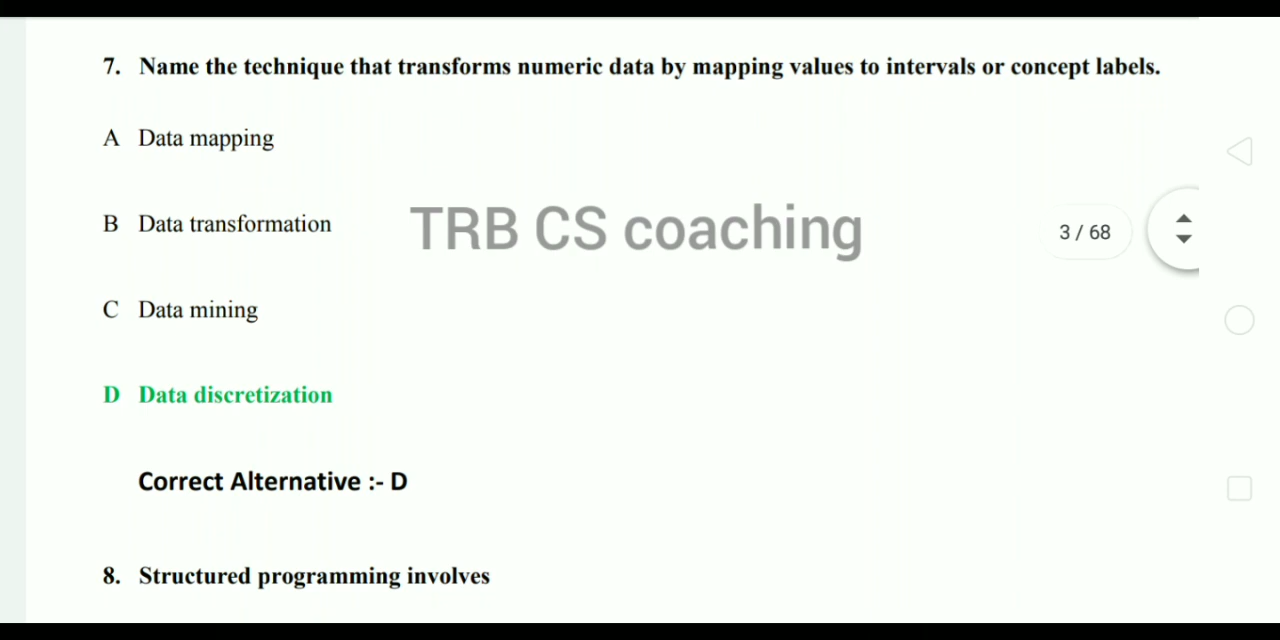 7. Name the technique that transforms numeric data by mapping values to intervals or concept labels.
A Data mapping
B Data transformation
TRB CS coaching
3 / 68
C Data mining
D Data discretization
Correct Alternative :- D
8. Structured programming involves